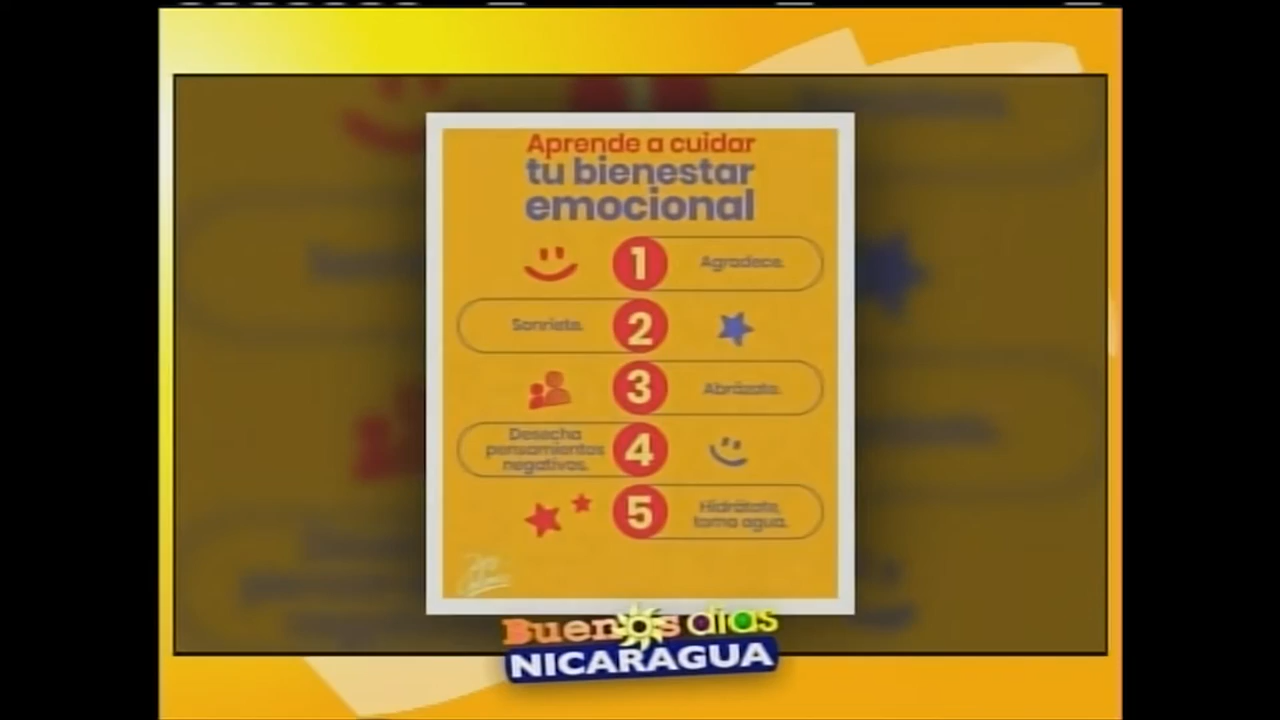 Aprende a cuidar
tu bienestar
emocional
1
Agradece.
Sonríete.
2
3
Abrázate.
Desecha
pensamientos
negativos.
4
5
Hidrátate,
toma agua.
Buenos días
NICARAGUA